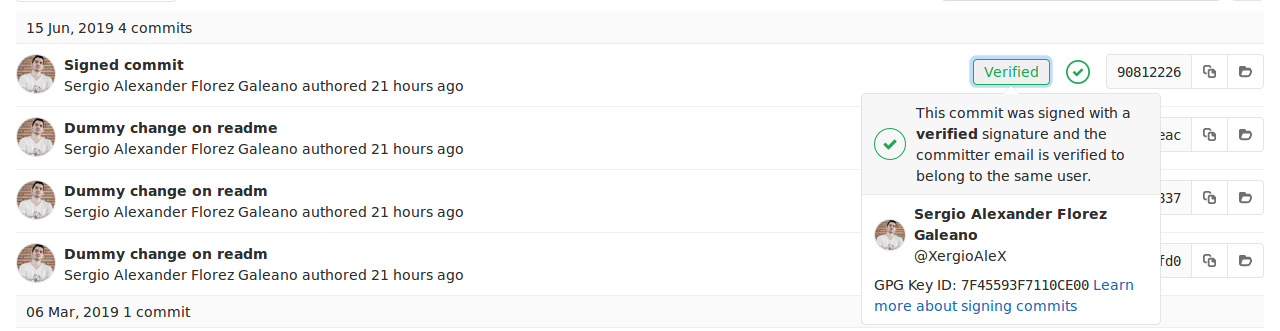 15 Jun, 2019 4 commits
Signed commit
Sergio Alexander Florez Galeano authored 21 hours ago
Verified
90812226
This commit was signed with a
verified signature and the
committer email is verified to
belong to the same user.
Dummy change on readme
Sergio Alexander Florez Galeano authored 21 hours ago
eac
Dummy change on readm
Sergio Alexander Florez Galeano authored 21 hours ago
337
Sergio Alexander Florez
Galeano
@XergioAleX
Dummy change on readm
Sergio Alexander Florez Galeano authored 21 hours ago
fd0
GPG Key ID: 7F45593F7110CE00 Learn
more about signing commits
06 Mar, 2019 1 commit